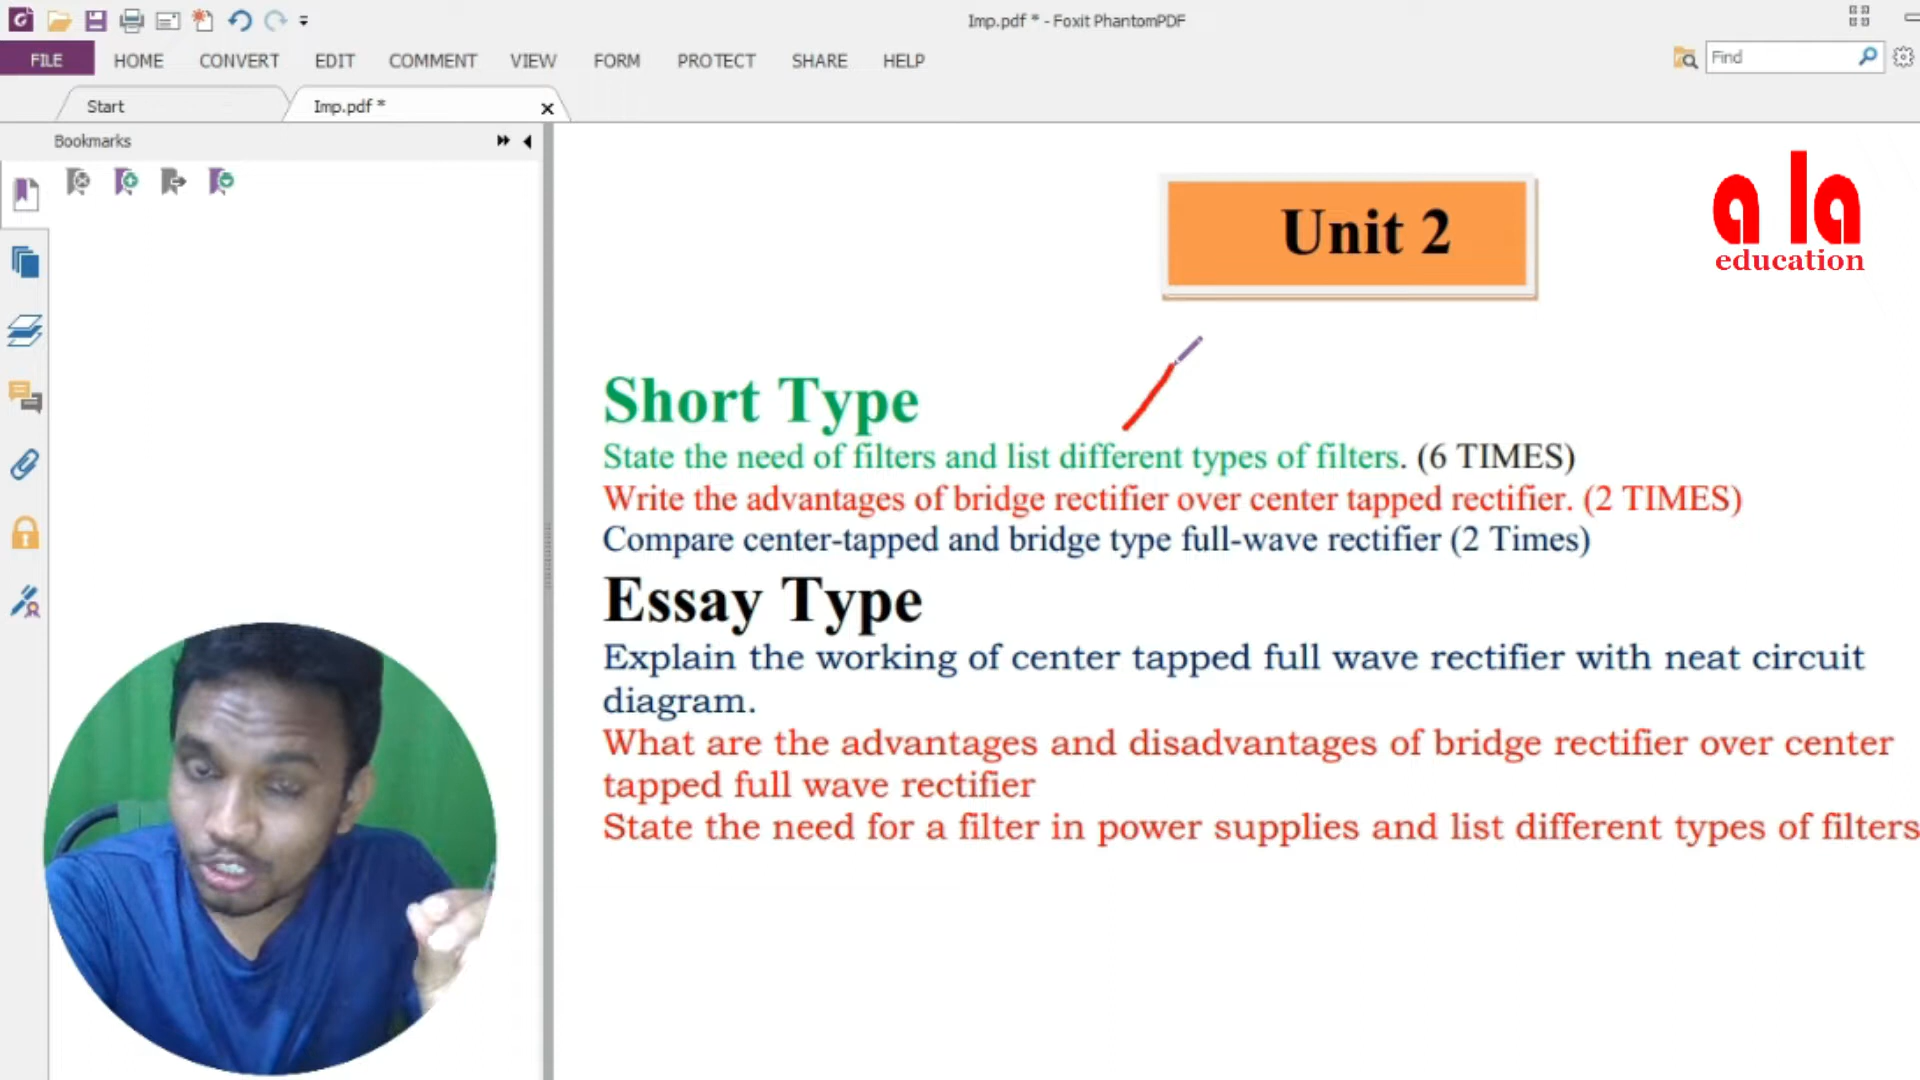 Imp.pdf * - Foxit PhantomPDF
FILE HOME CONVERT EDIT COMMENT VIEW FORM PROTECT SHARE HELP
Find
Start
Imp.pdf *
Bookmarks
Unit 2
a la
education
Short Type
State the need of filters and list different types of filters. (6 TIMES)
Write the advantages of bridge rectifier over center tapped rectifier. (2 TIMES)
Compare center-tapped and bridge type full-wave rectifier (2 Times)
Essay Type
Explain the working of center tapped full wave rectifier with neat circuit
diagram.
What are the advantages and disadvantages of bridge rectifier over center
tapped full wave rectifier
State the need for a filter in power supplies and list different types of filters